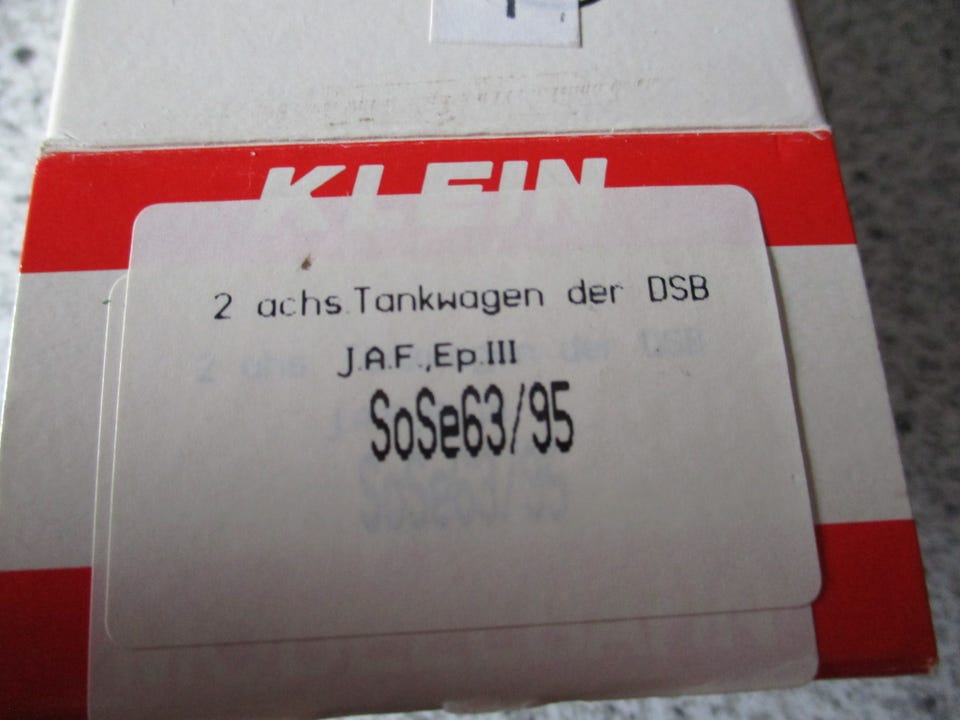 KLEIN
2 achs.Tankwagen der DSB
J.A.F.,Ep.III
SoSe63/95